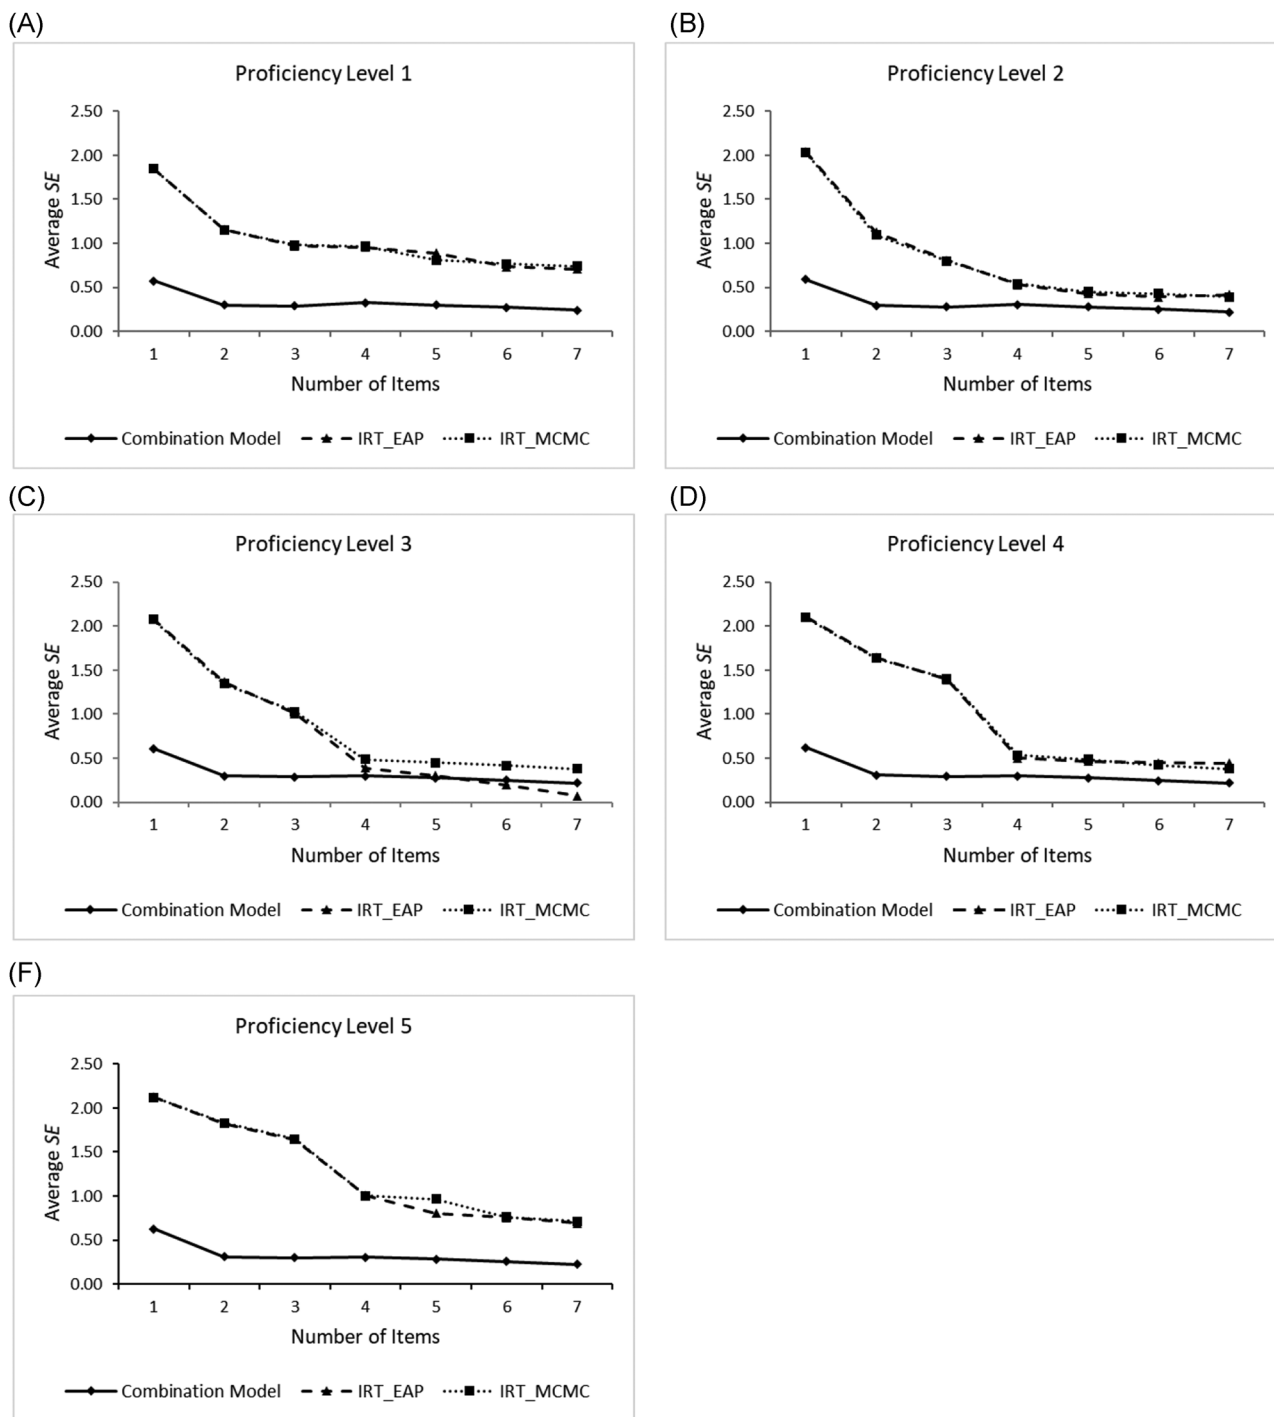 (A)
Proficiency Level 1
2.50
2.00
1.50
1.00
0.50
0.00
Average SE
1 2 3 4 5 6 7
Number of Items
Combination Model IRT_EAP IRT_MCMC
(B)
Proficiency Level 2
2.50
2.00
1.50
1.00
0.50
0.00
Average SE
1 2 3 4 5 6 7
Number of Items
Combination Model IRT_EAP IRT_MCMC
(C)
Proficiency Level 3
2.50
2.00
1.50
1.00
0.50
0.00
Average SE
1 2 3 4 5 6 7
Number of Items
Combination Model IRT_EAP IRT_MCMC
(D)
Proficiency Level 4
2.50
2.00
1.50
1.00
0.50
0.00
Average SE
1 2 3 4 5 6 7
Number of Items
Combination Model IRT_EAP IRT_MCMC
(F)
Proficiency Level 5
2.50
2.00
1.50
1.00
0.50
0.00
Average SE
1 2 3 4 5 6 7
Number of Items
Combination Model IRT_EAP IRT_MCMC